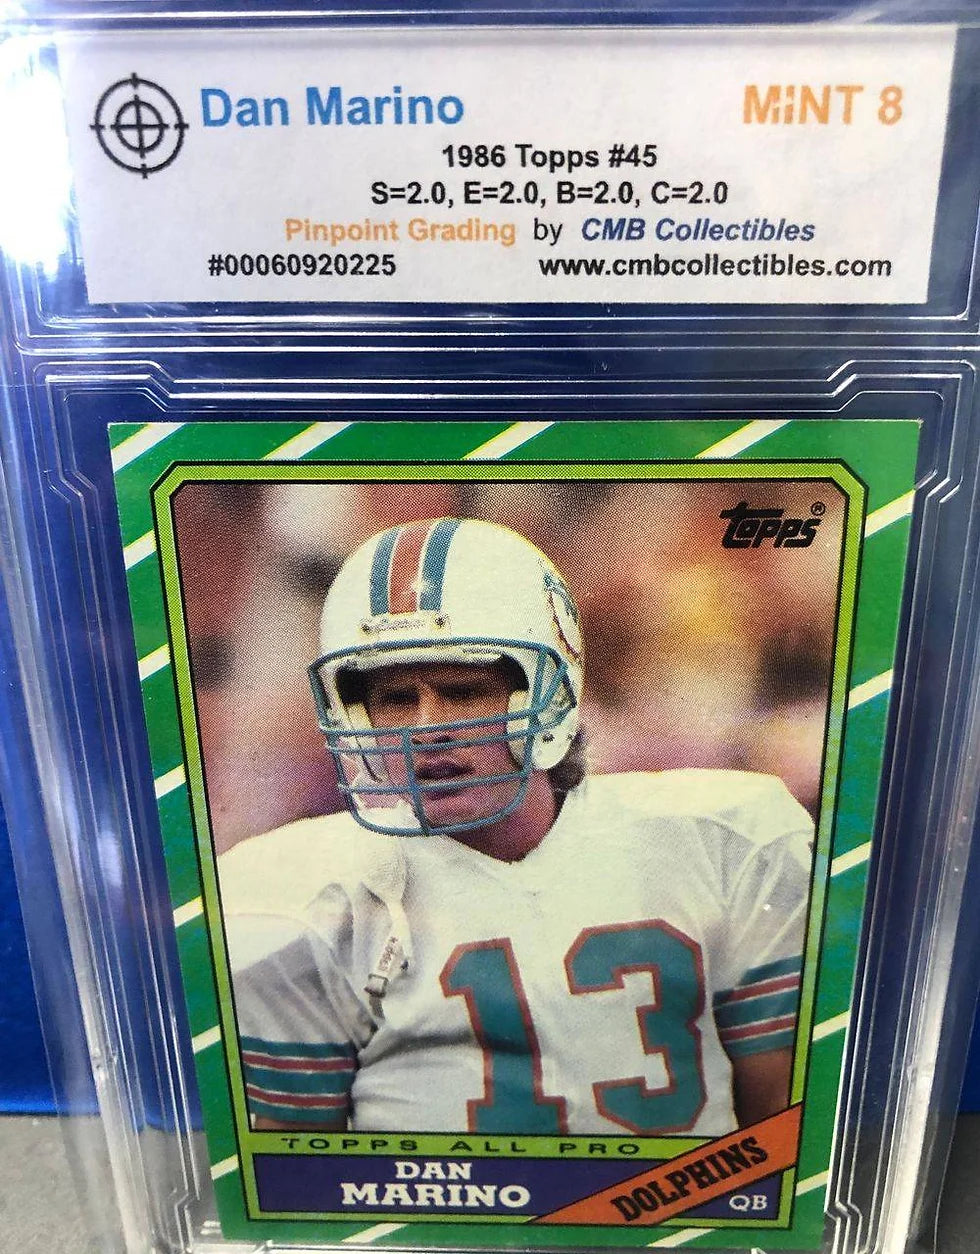 Dan Marino MiNT 8
1986 Topps #45
S=2.0, E=2.0, B=2.0, C=2.0
Pinpoint Grading by CMB Collectibles
#00060920225 www.cmbcollectibles.com
topps®
13
TOPPS ALL PRO
DAN
MARINO
DOLPHINS
QB